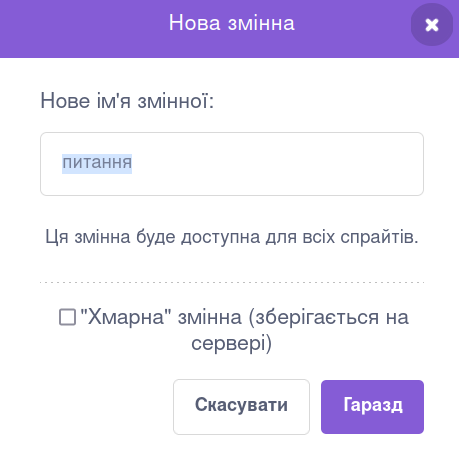 Нова змінна
Нове ім'я змінної:
питання
Ця змінна буде доступна для всіх спрайтів.
"Хмарна" змінна (зберігається на
сервері)
Скасувати
Гаразд